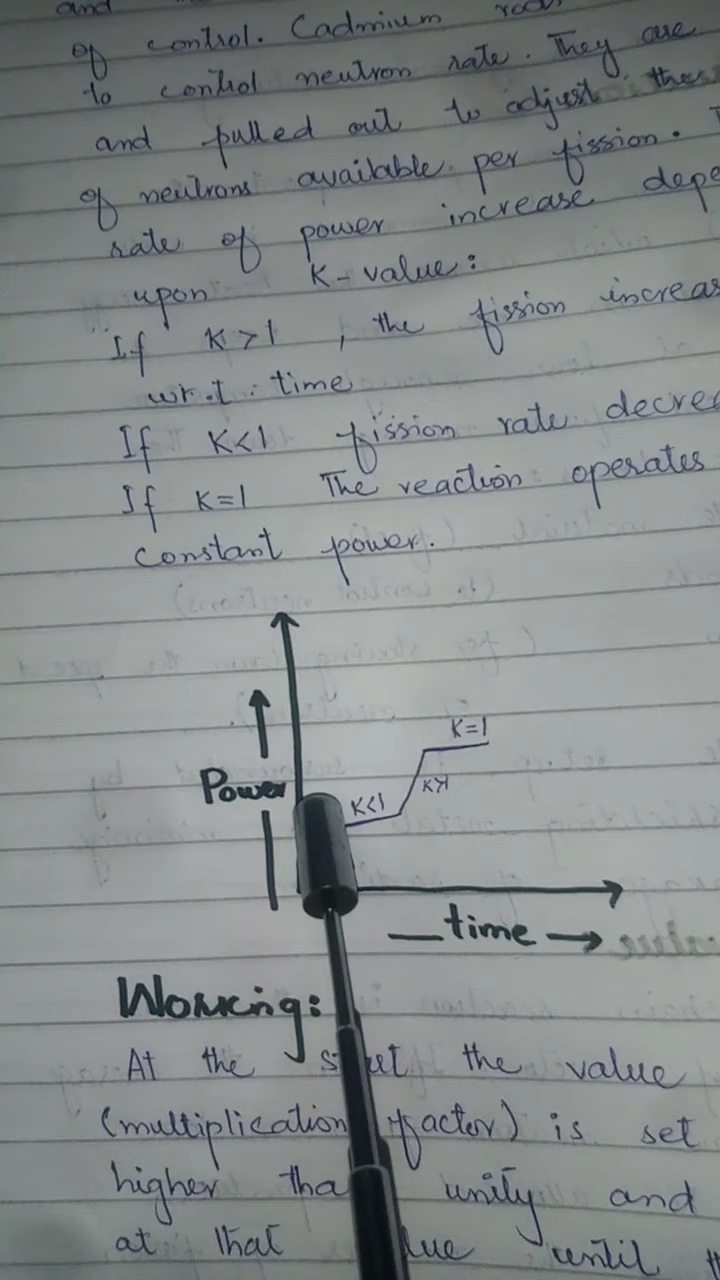 and
of control. Cadmium
to control neutron rate. They are
and pulled out to adjust
of neutrons available per fission.
rate of power increase
upon K-value:
If K>1, the fission
w.r.t. time
If K<1 fission rate
If K=1 The reaction operates
constant power.
K=1
Power
K<1
time
Working:
At the the value
(multiplication factor) is set
higher unity and
at that until